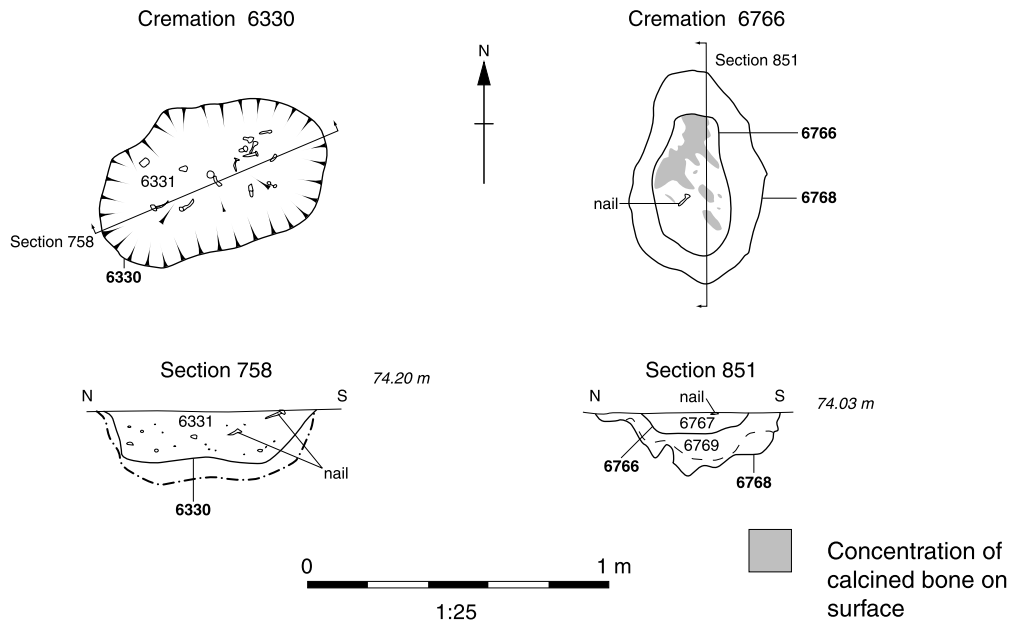 Cremation 6330
Cremation 6766
N
Section 851
6766
6331
6768
nail
Section 758
6330
Section 758
Section 851
N
S
74.20 m
nail
N
S
74.03 m
6331
6767
6769
nail
6766
6768
6330
0
1 m
1:25
Concentration of
calcined bone on
surface